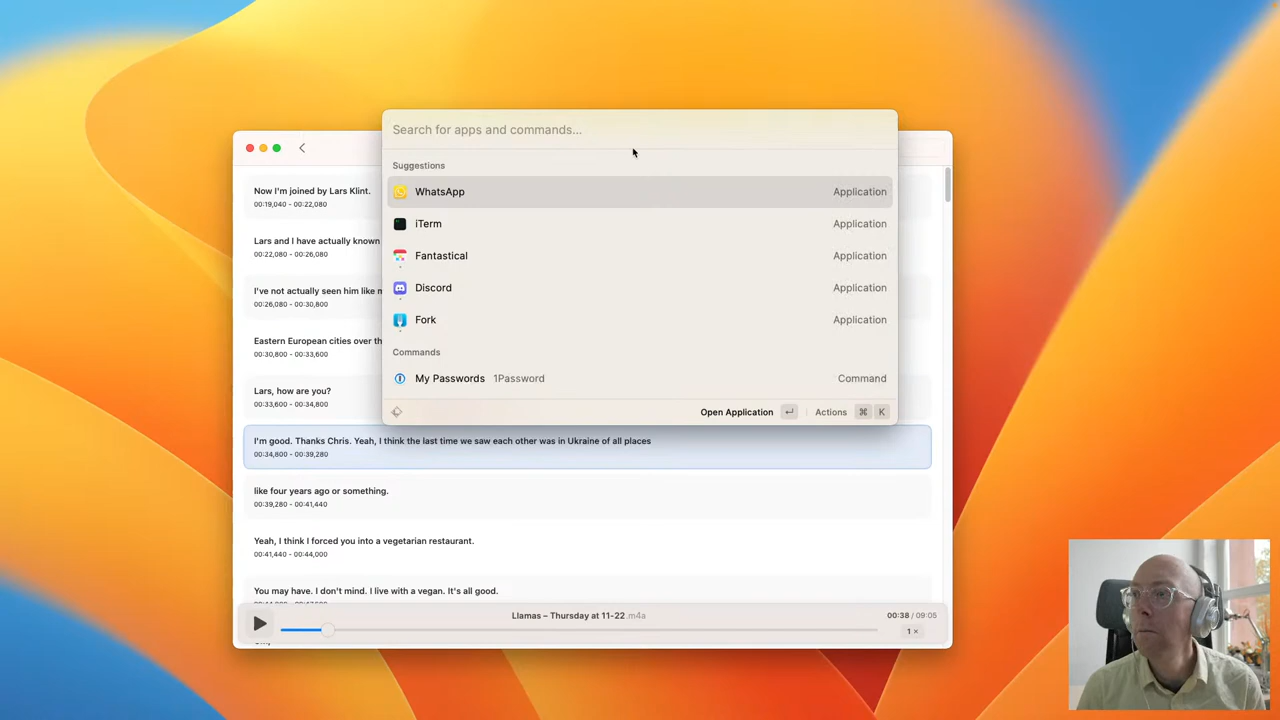 Search for apps and commands...
Suggestions
WhatsApp Application
iTerm Application
Fantastical Application
Discord Application
Fork Application
Commands
My Passwords 1Password Command
Open Application ↵ Actions ⌘ K
Now I'm joined by Lars Klint.
00:19,040 - 00:22,080
Lars and I have actually known
00:22,080 - 00:26,080
I've not actually seen him like
00:26,080 - 00:30,800
Eastern European cities over
00:30,800 - 00:33,600
Lars, how are you?
00:33,600 - 00:34,800
I'm good. Thanks Chris. Yeah, I think the last time we saw each other was in Ukraine of all places
00:34,800 - 00:39,280
like four years ago or something.
00:39,280 - 00:41,440
Yeah, I think I forced you into a vegetarian restaurant.
00:41,440 - 00:44,000
You may have. I don't mind. I live with a vegan. It's all good.
Llamas – Thursday at 11-22.m4a
00:38 / 09:05
1 ×